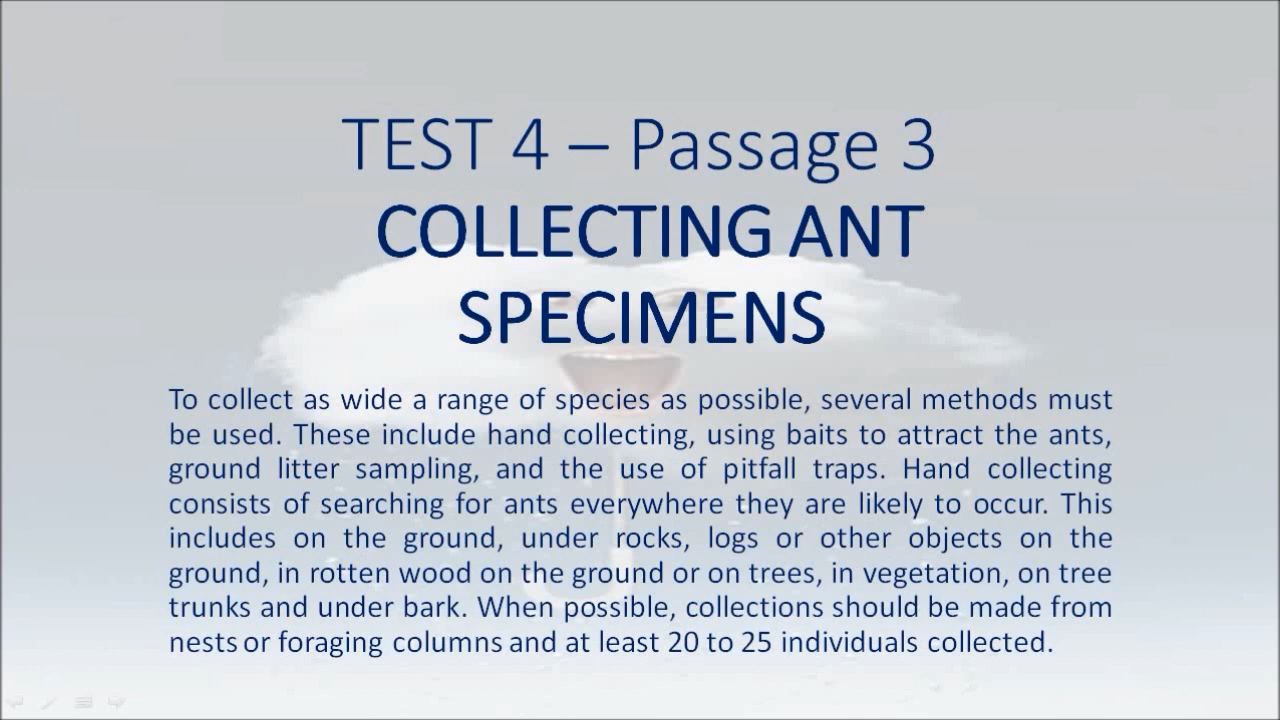 TEST 4 – Passage 3
COLLECTING ANT
SPECIMENS
To collect as wide a range of species as possible, several methods must
be used. These include hand collecting, using baits to attract the ants,
ground litter sampling, and the use of pitfall traps. Hand collecting
consists of searching for ants everywhere they are likely to occur. This
includes on the ground, under rocks, logs or other objects on the
ground, in rotten wood on the ground or on trees, in vegetation, on tree
trunks and under bark. When possible, collections should be made from
nests or foraging columns and at least 20 to 25 individuals collected.